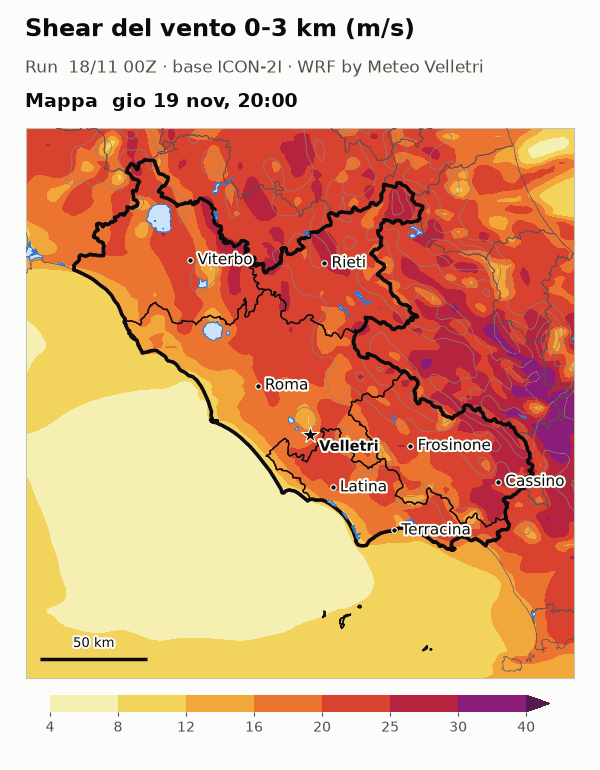 Shear del vento 0-3 km (m/s)
Run  18/11 00Z · base ICON-2I · WRF by Meteo Velletri
Mappa  gio 19 nov, 20:00
Viterbo
Rieti
Roma
Velletri
Frosinone
Latina
Cassino
Terracina
50 km
4 8 12 16 20 25 30 40